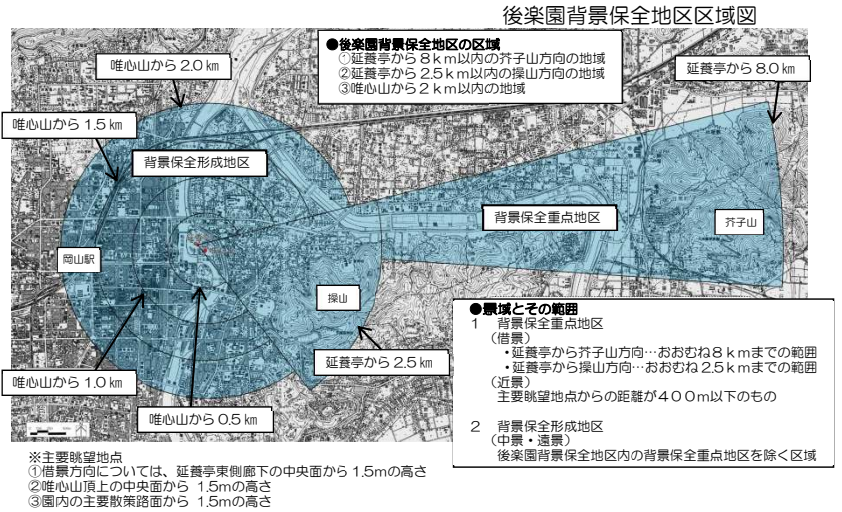 後楽園背景保全地区区域図
●後楽園背景保全地区の区域
①延養亭から8km以内の芥子山方向の地域
②延養亭から2.5km以内の操山方向の地域
③唯心山から2km以内の地域
唯心山から2.0km
延養亭から8.0km
唯心山から1.5km
背景保全形成地区
背景保全重点地区
芥子山
岡山駅
操山
延養亭から2.5km
唯心山から1.0km
唯心山から0.5km
●景域とその範囲
1 背景保全重点地区
（借景）
・延養亭から芥子山方向…おおむね8kmまでの範囲
・延養亭から操山方向…おおむね2.5kmまでの範囲
（近景）
主要眺望地点からの距離が400m以下のもの
2 背景保全形成地区
（中景・遠景）
後楽園背景保全地区内の背景保全重点地区を除く区域
※主要眺望地点
①借景方向については、延養亭東側廊下の中央面から1.5mの高さ
②唯心山頂上の中央面から 1.5mの高さ
③園内の主要散策路面から 1.5mの高さ